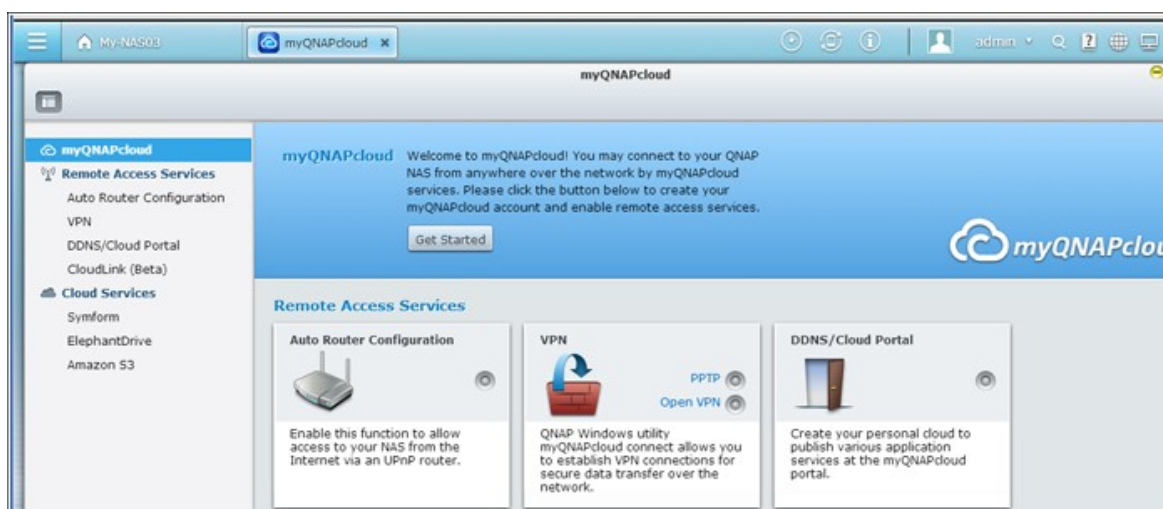 My-NAS03
myQNAPcloud
admin
myQNAPcloud
myQNAPcloud
Remote Access Services
Auto Router Configuration
VPN
DDNS/Cloud Portal
CloudLink (Beta)
Cloud Services
Symform
ElephantDrive
Amazon S3
myQNAPcloud
Welcome to myQNAPcloud! You may connect to your QNAP
NAS from anywhere over the network by myQNAPcloud
services. Please click the button below to create your
myQNAPcloud account and enable remote access services.
Get Started
myQNAPclou
Remote Access Services
Auto Router Configuration
Enable this function to allow
access to your NAS from the
Internet via an UPnP router.
VPN
PPTP
Open VPN
QNAP Windows utility
myQNAPcloud connect allows you
to establish VPN connections for
secure data transfer over the
network.
DDNS/Cloud Portal
Create your personal cloud to
publish various application
services at the myQNAPcloud
portal.